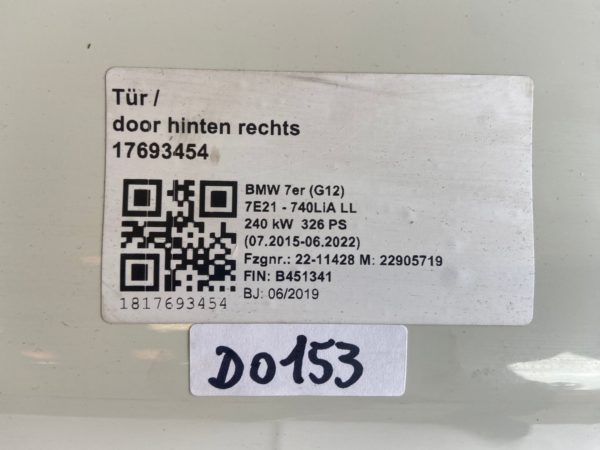 Tür /
door hinten rechts
17693454
BMW 7er (G12)
7E21 - 740LiA LL
240 kW 326 PS
(07.2015-06.2022)
Fzgnr.: 22-11428 M: 22905719
FIN: B451341
BJ: 06/2019
1817693454
D0153